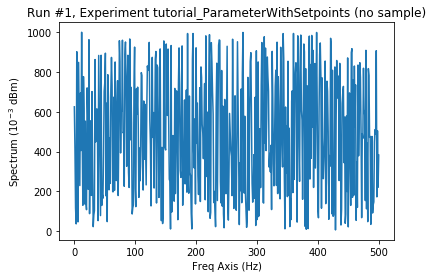 Run #1, Experiment tutorial_ParameterWithSetpoints (no sample)
1000
800
600
400
200
0
Spectrum (10⁻³ dBm)
0 100 200 300 400 500
Freq Axis (Hz)